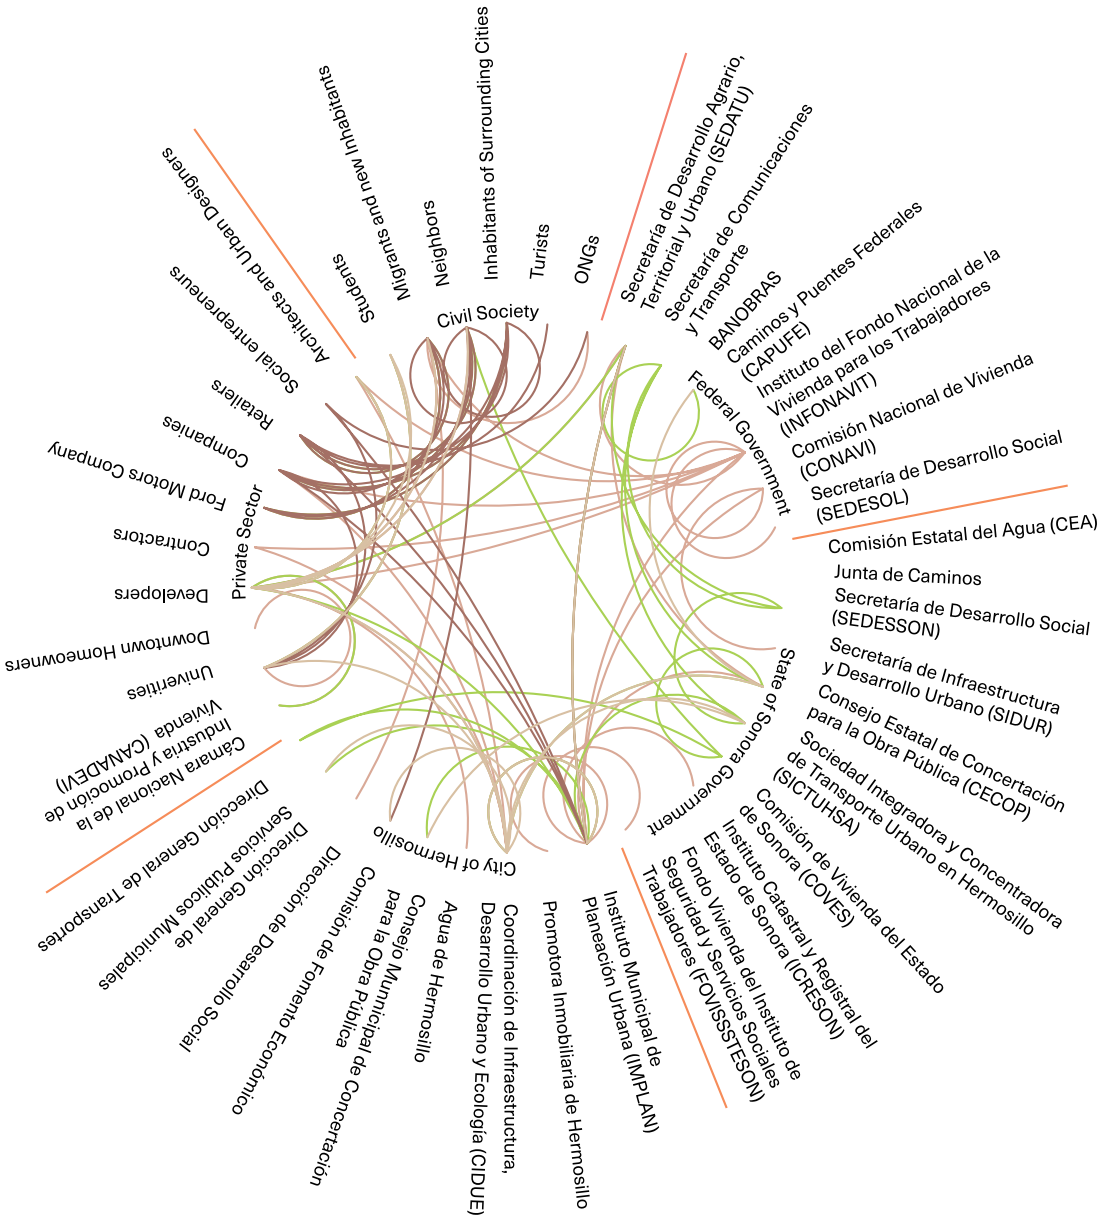 Civil Society
Students
Migrants and new Inhabitants
Neighbors
Inhabitants of Surrounding Cities
Turists
ONGs
Federal Government
Secretaría de Desarrollo Agrario,
Territorial y Urbano (SEDATU)
Secretaría de Comunicaciones
y Transporte
BANOBRAS
Caminos y Puentes Federales
(CAPUFE)
Instituto del Fondo Nacional de la
Vivienda para los Trabajadores
(INFONAVIT)
Comisión Nacional de Vivienda
(CONAVI)
Secretaría de Desarrollo Social
(SEDESOL)
State of Sonora Government
Comisión Estatal del Agua (CEA)
Junta de Caminos
Secretaría de Desarrollo Social
(SEDESSON)
Secretaría de Infraestructura
y Desarrollo Urbano (SIDUR)
Consejo Estatal de Concertación
para la Obra Pública (CECOP)
Sociedad Integradora y Concentradora
de Transporte Urbano en Hermosillo
(SICTUHSA)
Comisión de Vivienda del Estado
de Sonora (COVES)
Instituto Catastral y Registral del
Estado de Sonora (ICRESON)
Fondo Vivienda del Instituto de
Seguridad y Servicios Sociales
Trabajadores (FOVISSSTESON)
City of Hermosillo
Instituto Municipal de
Planeación Urbana (IMPLAN)
Promotora Inmobiliaria de Hermosillo
Coordinación de Infraestructura,
Desarrollo Urbano y Ecología (CIDUE)
Agua de Hermosillo
Consejo Municipal de Concertación
para la Obra Pública
Comisión de Fomento Económico
Dirección de Desarrollo Social
Dirección General de
Servicios Públicos Municipales
Dirección General de Transportes
Private Sector
Cámara Nacional de la
Industria y Promoción de
Vivienda (CANADEVI)
Univerities
Downtown Homeowners
Developers
Contractors
Ford Motors Company
Companies
Retailers
Social entrepreneurs
Architects and Urban Designers